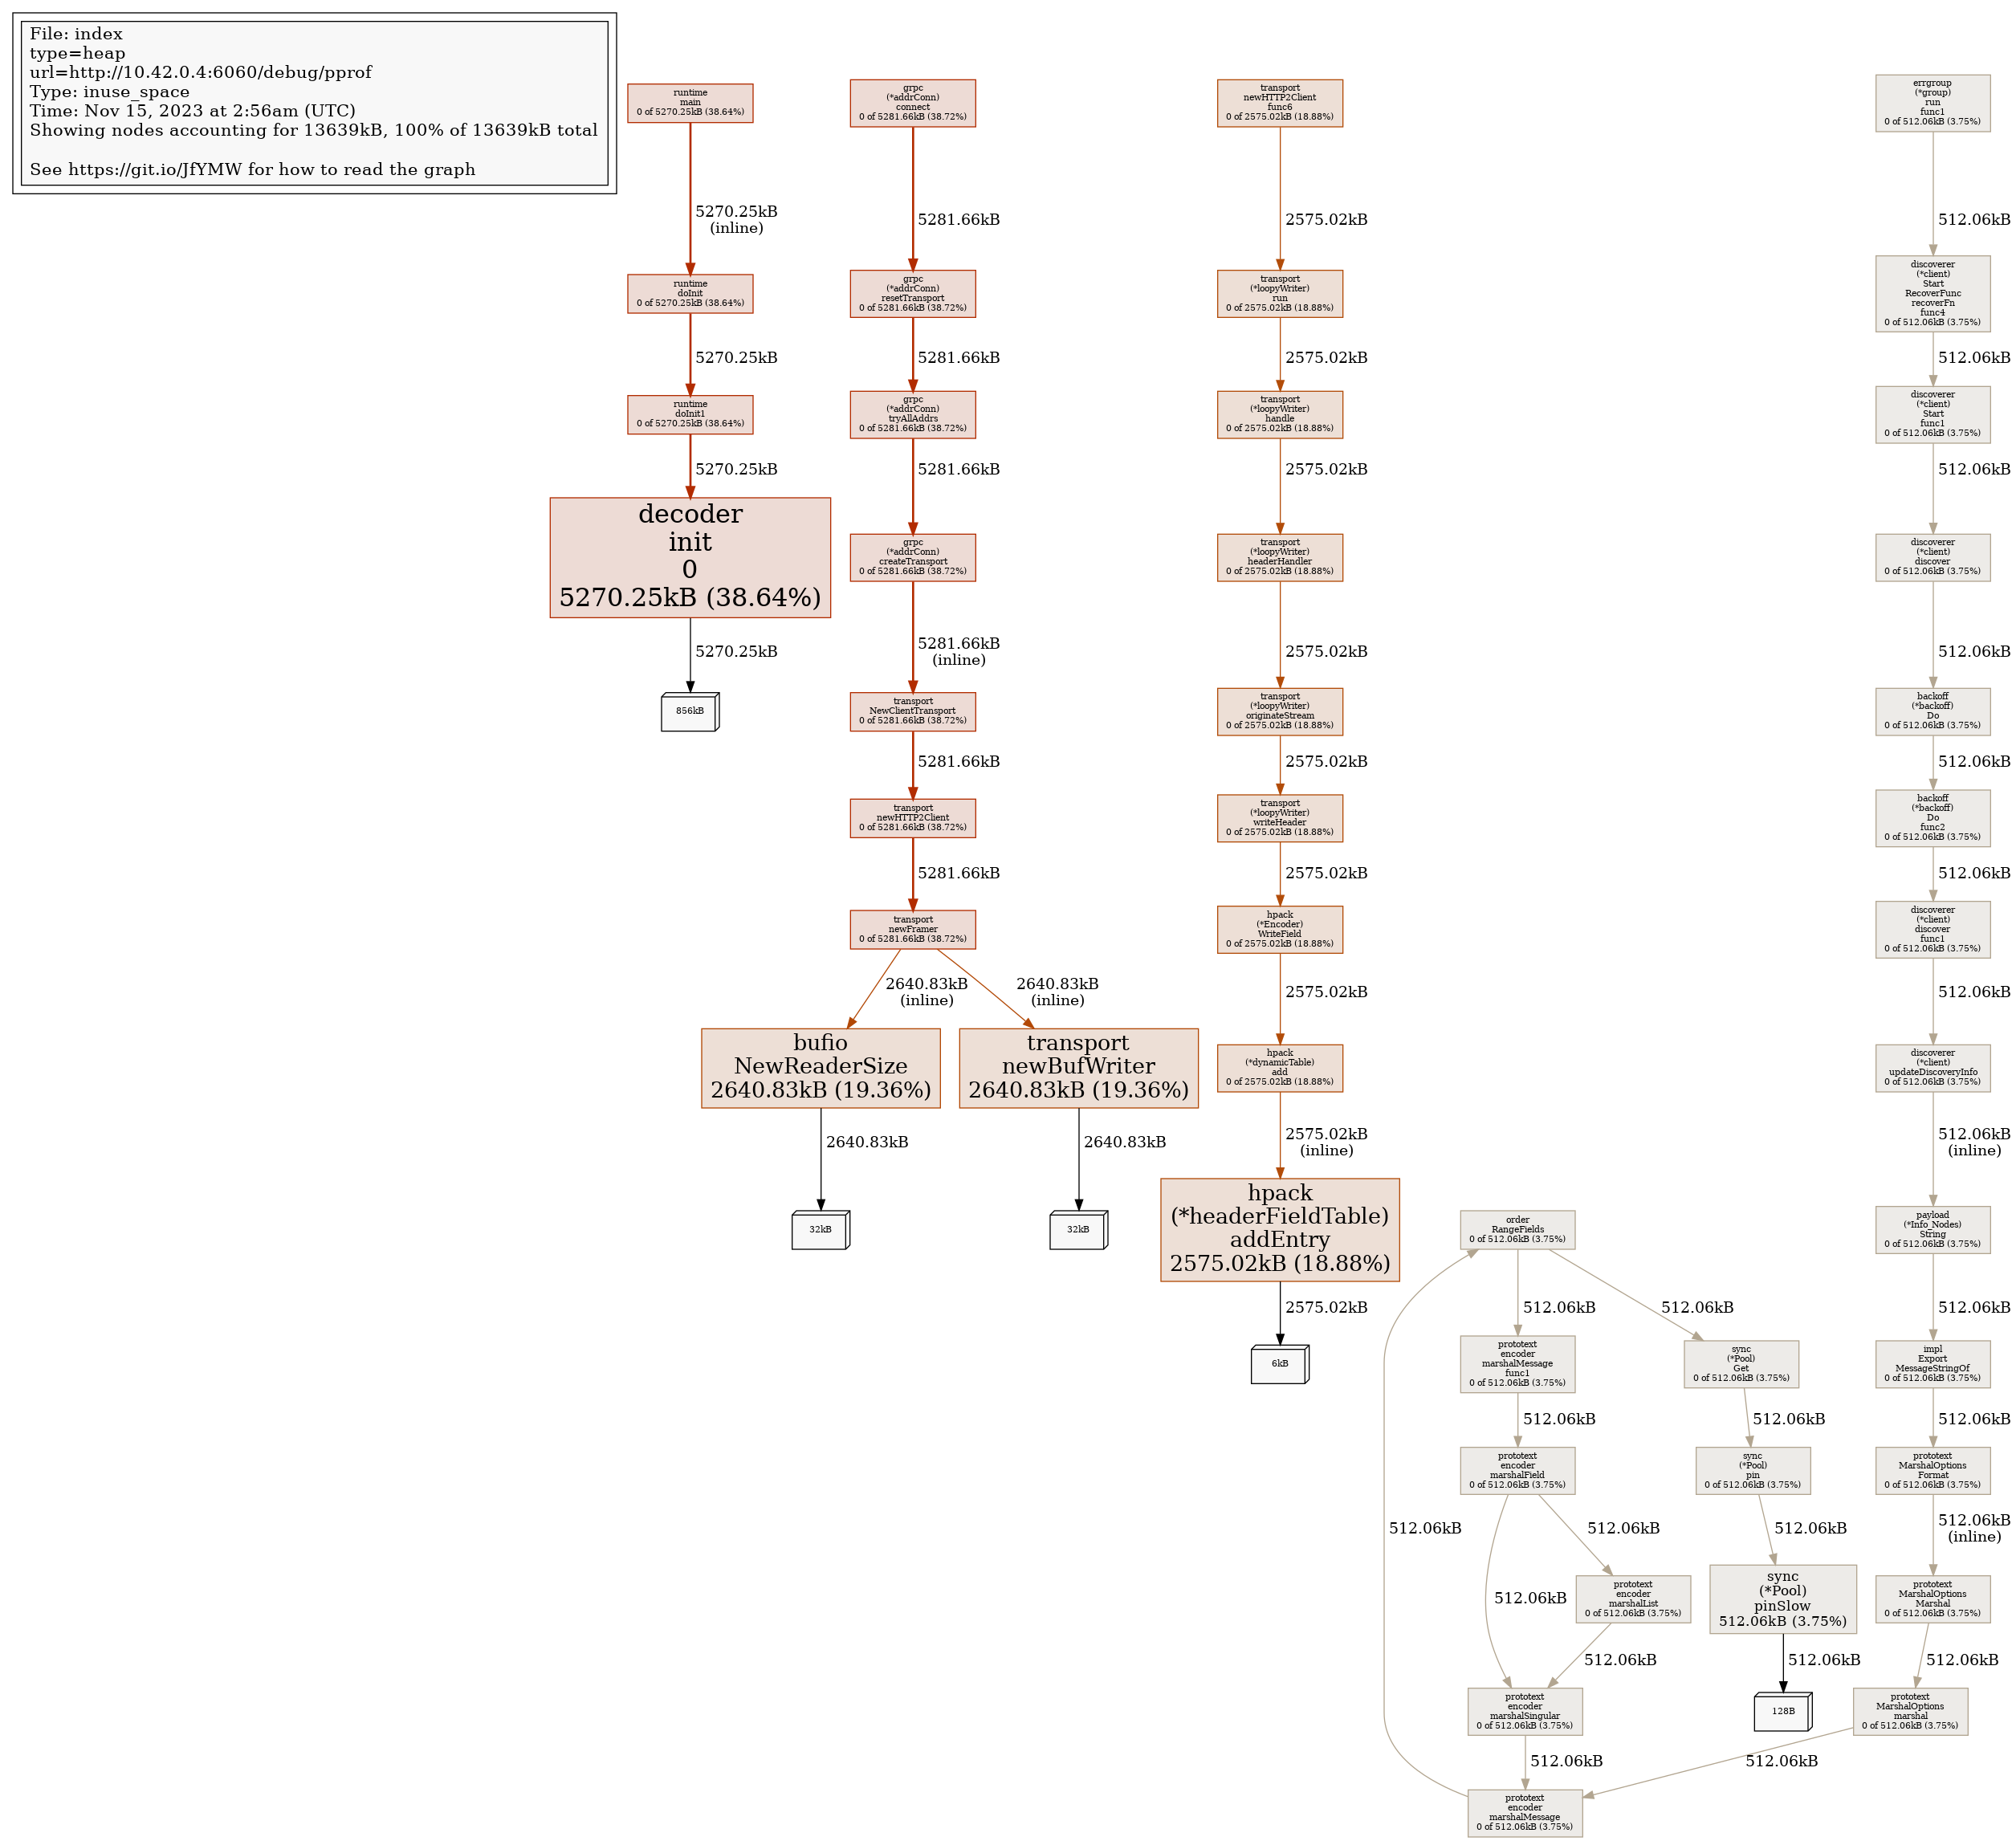 File: index
type=heap
url=http://10.42.0.4:6060/debug/pprof
Type: inuse_space
Time: Nov 15, 2023 at 2:56am (UTC)
Showing nodes accounting for 13639kB, 100% of 13639kB total
See https://git.io/JfYMW for how to read the graph
runtime
main
0 of 5270.25kB (38.64%)
5270.25kB
(inline)
runtime
doInit
0 of 5270.25kB (38.64%)
5270.25kB
runtime
doInit1
0 of 5270.25kB (38.64%)
5270.25kB
decoder
init
0
5270.25kB (38.64%)
5270.25kB
856kB
grpc
(*addrConn)
connect
0 of 5281.66kB (38.72%)
5281.66kB
grpc
(*addrConn)
resetTransport
0 of 5281.66kB (38.72%)
5281.66kB
grpc
(*addrConn)
tryAllAddrs
0 of 5281.66kB (38.72%)
5281.66kB
grpc
(*addrConn)
createTransport
0 of 5281.66kB (38.72%)
5281.66kB
(inline)
transport
NewClientTransport
0 of 5281.66kB (38.72%)
5281.66kB
transport
newHTTP2Client
0 of 5281.66kB (38.72%)
5281.66kB
transport
newFramer
0 of 5281.66kB (38.72%)
2640.83kB
(inline)
2640.83kB
(inline)
bufio
NewReaderSize
2640.83kB (19.36%)
2640.83kB
32kB
transport
newBufWriter
2640.83kB (19.36%)
2640.83kB
32kB
transport
newHTTP2Client
func6
0 of 2575.02kB (18.88%)
2575.02kB
transport
(*loopyWriter)
run
0 of 2575.02kB (18.88%)
2575.02kB
transport
(*loopyWriter)
handle
0 of 2575.02kB (18.88%)
2575.02kB
transport
(*loopyWriter)
headerHandler
0 of 2575.02kB (18.88%)
2575.02kB
transport
(*loopyWriter)
originateStream
0 of 2575.02kB (18.88%)
2575.02kB
transport
(*loopyWriter)
writeHeader
0 of 2575.02kB (18.88%)
2575.02kB
hpack
(*Encoder)
WriteField
0 of 2575.02kB (18.88%)
2575.02kB
hpack
(*dynamicTable)
add
0 of 2575.02kB (18.88%)
2575.02kB
(inline)
hpack
(*headerFieldTable)
addEntry
2575.02kB (18.88%)
2575.02kB
6kB
errgroup
(*group)
run
func1
0 of 512.06kB (3.75%)
512.06kB
discoverer
(*client)
Start
RecoverFunc
recoverFn
func4
0 of 512.06kB (3.75%)
512.06kB
discoverer
(*client)
Start
func1
0 of 512.06kB (3.75%)
512.06kB
discoverer
(*client)
discover
0 of 512.06kB (3.75%)
512.06kB
backoff
(*backoff)
Do
0 of 512.06kB (3.75%)
512.06kB
backoff
(*backoff)
Do
func2
0 of 512.06kB (3.75%)
512.06kB
discoverer
(*client)
discover
func1
0 of 512.06kB (3.75%)
512.06kB
discoverer
(*client)
updateDiscoveryInfo
0 of 512.06kB (3.75%)
512.06kB
(inline)
payload
(*Info_Nodes)
String
0 of 512.06kB (3.75%)
512.06kB
impl
Export
MessageStringOf
0 of 512.06kB (3.75%)
512.06kB
prototext
MarshalOptions
Format
0 of 512.06kB (3.75%)
512.06kB
(inline)
prototext
MarshalOptions
Marshal
0 of 512.06kB (3.75%)
512.06kB
prototext
MarshalOptions
marshal
0 of 512.06kB (3.75%)
512.06kB
order
RangeFields
0 of 512.06kB (3.75%)
512.06kB
512.06kB
prototext
encoder
marshalMessage
func1
0 of 512.06kB (3.75%)
512.06kB
prototext
encoder
marshalField
0 of 512.06kB (3.75%)
512.06kB
512.06kB
prototext
encoder
marshalList
0 of 512.06kB (3.75%)
512.06kB
prototext
encoder
marshalSingular
0 of 512.06kB (3.75%)
512.06kB
prototext
encoder
marshalMessage
0 of 512.06kB (3.75%)
512.06kB
sync
(*Pool)
Get
0 of 512.06kB (3.75%)
512.06kB
sync
(*Pool)
pin
0 of 512.06kB (3.75%)
512.06kB
sync
(*Pool)
pinSlow
512.06kB (3.75%)
512.06kB
128B